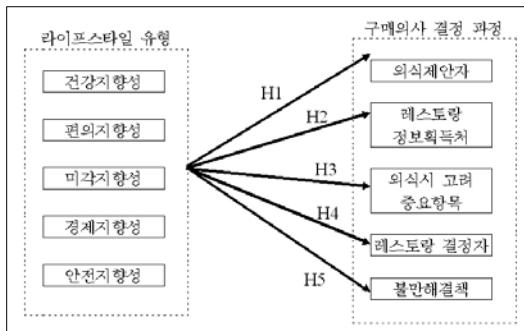 라이프스타일 유형
건강지향성
편의지향성
미각지향성
경제지향성
안전지향성
H1
H2
H3
H4
H5
구매의사 결정 과정
외식제안자
레스토랑
정보획득처
외식시 고려
중요항목
레스토랑 결정자
불만해결책